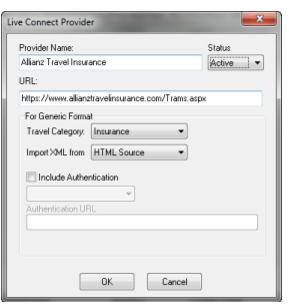 Live Connect Provider
Provider Name:
Status
Allianz Travel Insurance
Active
URL:
https://www.allianztravelinsurance.com/Trams.aspx
For Generic Format
Travel Category:
Insurance
Import XML from
HTML Source
Include Authentication
Authentication URL
OK
Cancel